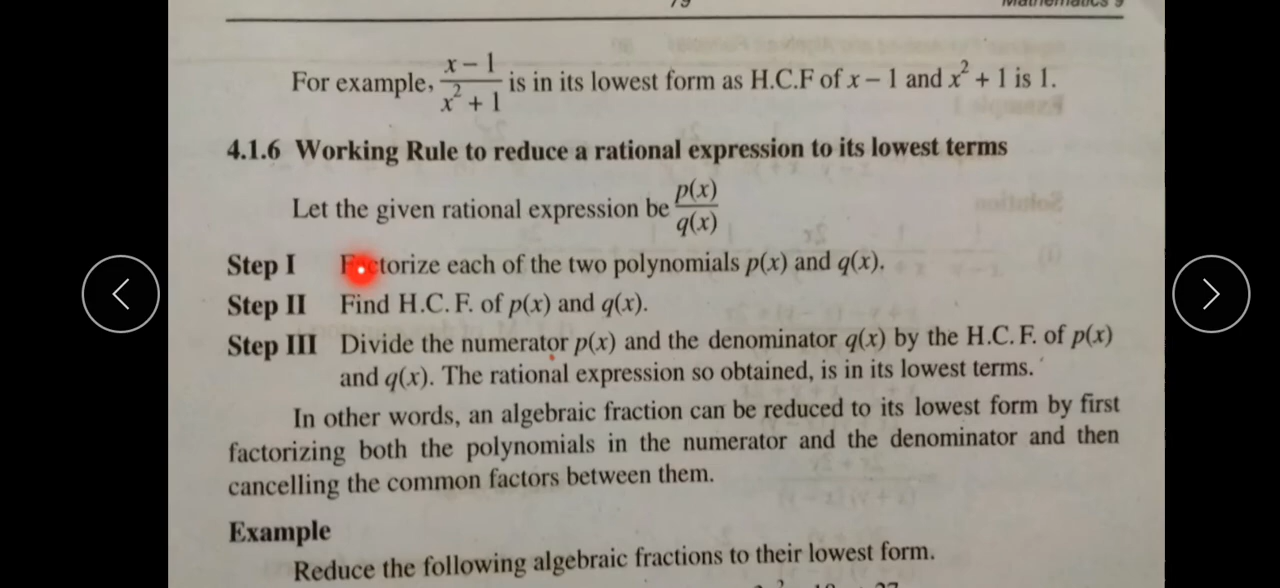 79 Mathematics 9
For example, x – 1 / x² + 1 is in its lowest form as H.C.F of x – 1 and x² + 1 is 1.
4.1.6 Working Rule to reduce a rational expression to its lowest terms
Let the given rational expression be p(x) / q(x)
Step I Factorize each of the two polynomials p(x) and q(x).
Step II Find H.C.F. of p(x) and q(x).
Step III Divide the numerator p(x) and the denominator q(x) by the H.C.F. of p(x)
and q(x). The rational expression so obtained, is in its lowest terms.
In other words, an algebraic fraction can be reduced to its lowest form by first
factorizing both the polynomials in the numerator and the denominator and then
cancelling the common factors between them.
Example
Reduce the following algebraic fractions to their lowest form.